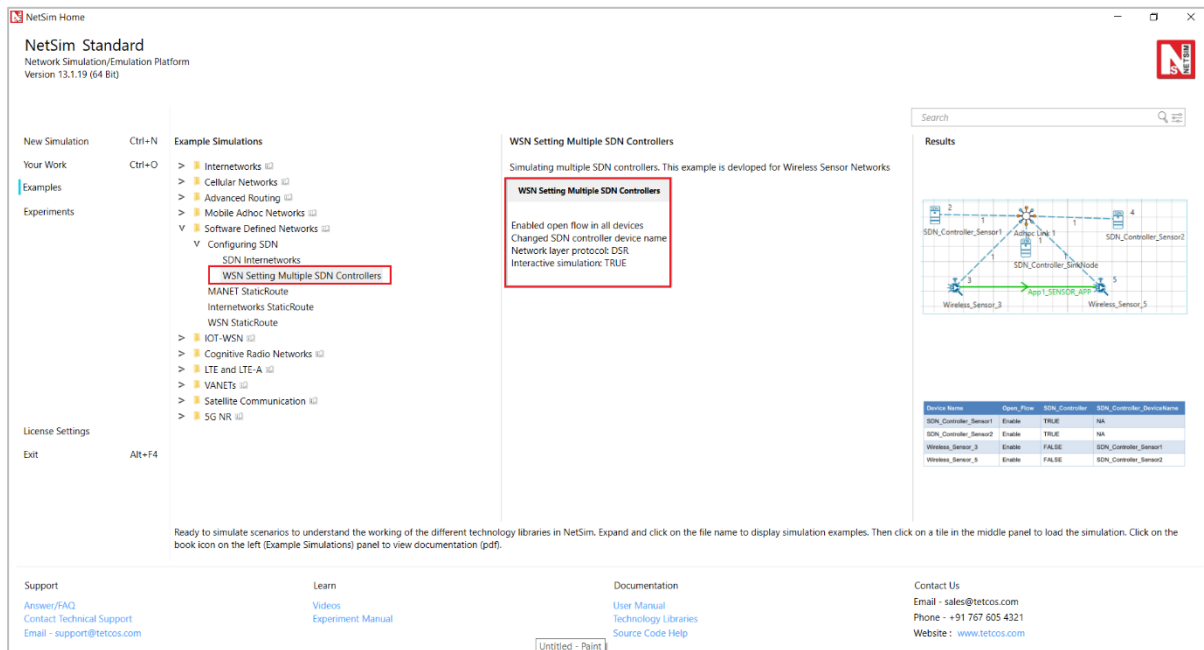 NetSim Home
NetSim Standard
Network Simulation/Emulation Platform
Version 13.1.19 (64 Bit)
NETSIM
Search
New Simulation Ctrl+N
Your Work Ctrl+O
Examples
Experiments
License Settings
Exit Alt+F4
Example Simulations
> Internetworks
> Cellular Networks
> Advanced Routing
> Mobile Adhoc Networks
v Software Defined Networks
v Configuring SDN
SDN Internetworks
WSN Setting Multiple SDN Controllers
MANET StaticRoute
Internetworks StaticRoute
WSN StaticRoute
> IOT-WSN
> Cognitive Radio Networks
> LTE and LTE-A
> VANETs
> Satellite Communication
> 5G NR
WSN Setting Multiple SDN Controllers
Simulating multiple SDN controllers. This example is devloped for Wireless Sensor Networks
WSN Setting Multiple SDN Controllers
Enabled open flow in all devices
Changed SDN controller device name
Network layer protocol: DSR
Interactive simulation: TRUE
Results
2
1
4
SDN_Controller_Sensor1
Adhoc Link 1
1
SDN_Controller_Sensor2
1
SDN_Controller_SinkNode
1
1
3
App1_SENSOR_APP
5
Wireless_Sensor_3
Wireless_Sensor_5
Device Name Open_Flow SDN_Controller SDN_Controller_DeviceName
SDN_Controller_Sensor1 Enable TRUE NA
SDN_Controller_Sensor2 Enable TRUE NA
Wireless_Sensor_3 Enable FALSE SDN_Controller_Sensor1
Wireless_Sensor_5 Enable FALSE SDN_Controller_Sensor2
Ready to simulate scenarios to understand the working of the different technology libraries in NetSim. Expand and click on the file name to display simulation examples. Then click on a tile in the middle panel to load the simulation. Click on the
book icon on the left (Example Simulations) panel to view documentation (pdf).
Support
Answer/FAQ
Contact Technical Support
Email - support@tetcos.com
Learn
Videos
Experiment Manual
Documentation
User Manual
Technology Libraries
Source Code Help
Contact Us
Email - sales@tetcos.com
Phone - +91 767 605 4321
Website : www.tetcos.com
Untitled - Paint